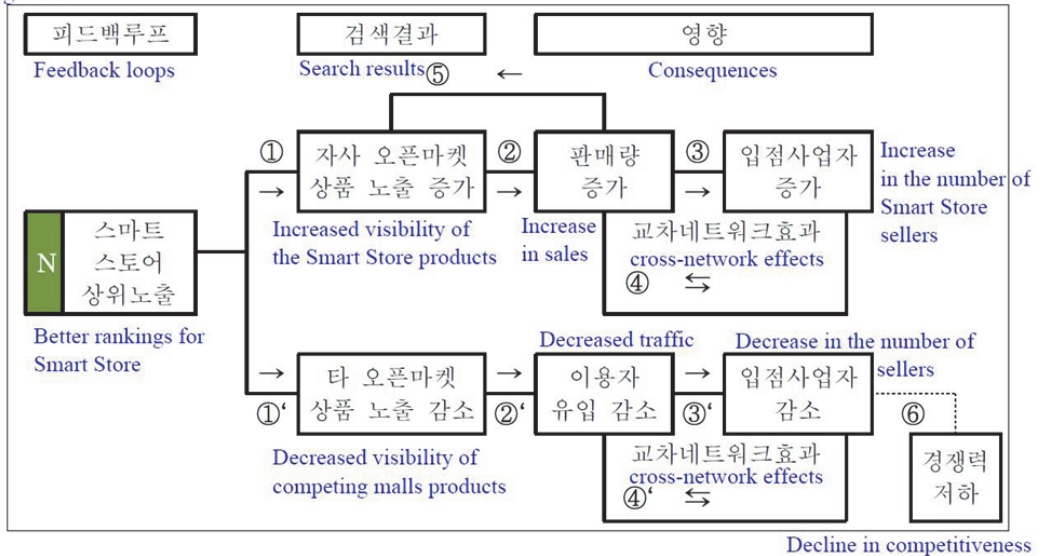 피드백루프
검색결과
영향
Feedback loops
Search results
⑤
←
Consequences
①
→
자사 오픈마켓
상품 노출 증가
②
→
판매량
증가
③
→
입점사업자
증가
Increase
in the number of
Smart Store
sellers
Increased visibility of
the Smart Store products
Increase
in sales
교차네트워크효과
cross-network effects
④ ⇆
N
스마트
스토어
상위노출
Better rankings for
Smart Store
Decreased traffic
Decrease in the number of
sellers
→
①‘
타 오픈마켓
상품 노출 감소
→
②‘
이용자
유입 감소
→
③‘
입점사업자
감소
⑥
Decreased visibility of
competing malls products
교차네트워크효과
cross-network effects
④‘ ⇆
경쟁력
저하
Decline in competitiveness